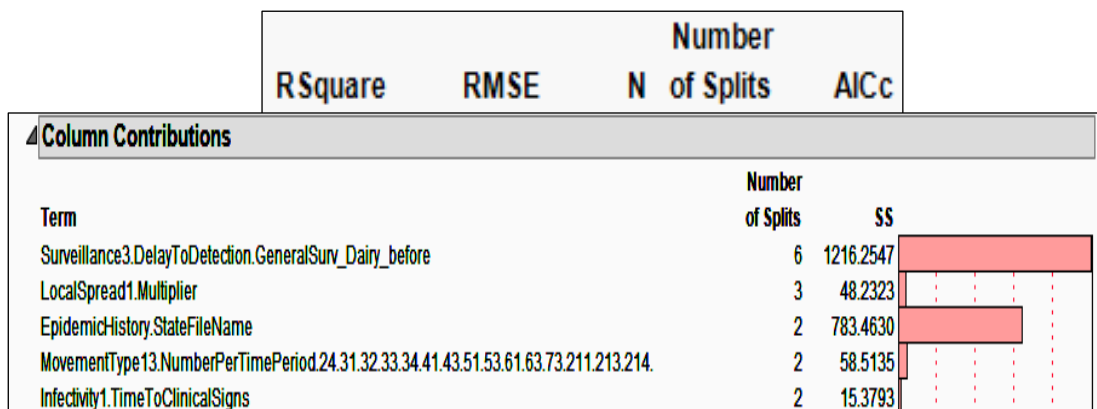 Number
RSquare RMSE N of Splits AICc
Column Contributions
Number
Term of Splits SS
Surveillance3.DelayToDetection.GeneralSurv_Dairy_before 6 1216.2547
LocalSpread1.Multiplier 3 48.2323
EpidemicHistory.StateFileName 2 783.4630
MovementType13.NumberPerTimePeriod.24.31.32.33.34.41.43.51.53.61.63.73.211.213.214. 2 58.5135
Infectivity1.TimeToClinicalSigns 2 15.3793